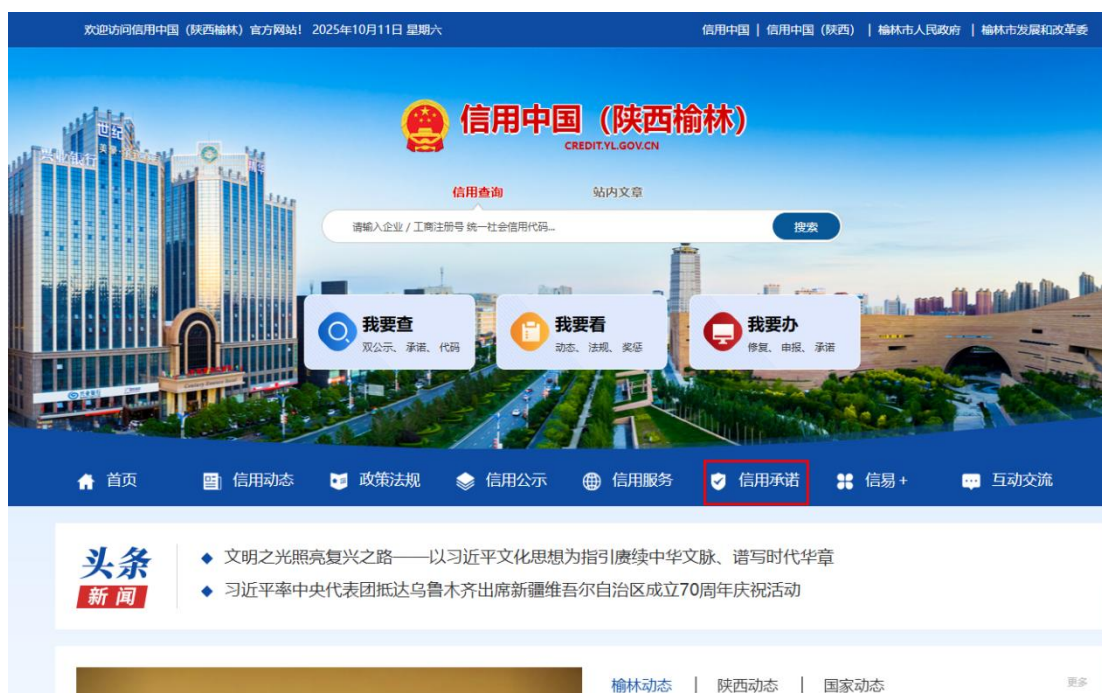 欢迎访问信用中国（陕西榆林）官方网站！ 2025年10月11日 星期六
信用中国 | 信用中国（陕西） | 榆林市人民政府 | 榆林市发展和改革委
信用中国（陕西榆林）
CREDIT.YL.GOV.CN
信用查询 站内文章
请输入企业 / 工商注册号 统一社会信用代码... 搜索
我要查 我要看 我要办
双公示、承诺、代码 动态、法规、奖惩 修复、申报、承诺
首页 信用动态 政策法规 信用公示 信用服务 信用承诺 信易+ 互动交流
头条
新闻
文明之光照亮复兴之路——以习近平文化思想为指引赓续中华文脉、谱写时代华章
习近平率中央代表团抵达乌鲁木齐出席新疆维吾尔自治区成立70周年庆祝活动
榆林动态 | 陕西动态 | 国家动态 更多